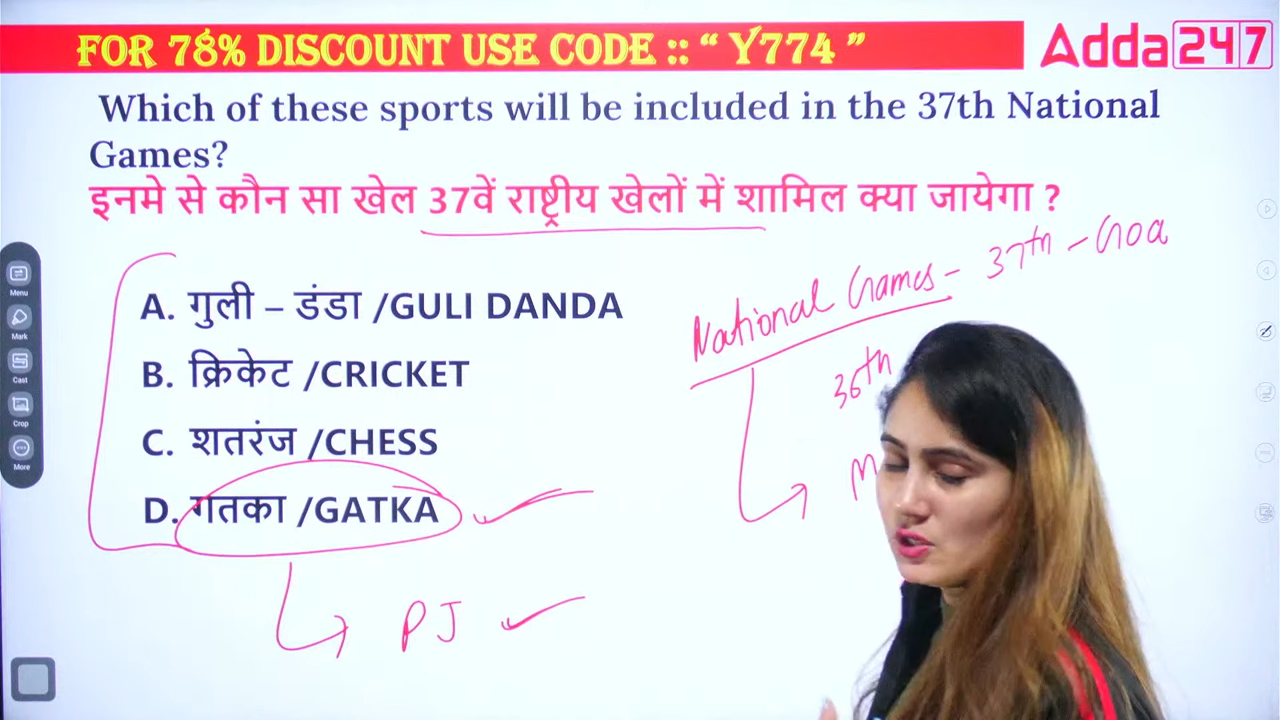 FOR 78% DISCOUNT USE CODE :: “ Y774 ”
Adda247
Which of these sports will be included in the 37th National
Games?
इनमे से कौन सा खेल 37वें राष्ट्रीय खेलों में शामिल क्या जायेगा ?
National Games - 37th - Goa
36th
M
A. गुली – डंडा /GULI DANDA
B. क्रिकेट /CRICKET
C. शतरंज /CHESS
D. गतका /GATKA
PJ
Menu
Mark
Cast
Crop
More